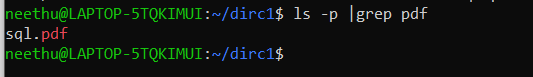 neethu@LAPTOP-5TQKIMUI:~/dirc1$ ls -p |grep pdf
sql.pdf
neethu@LAPTOP-5TQKIMUI:~/dirc1$